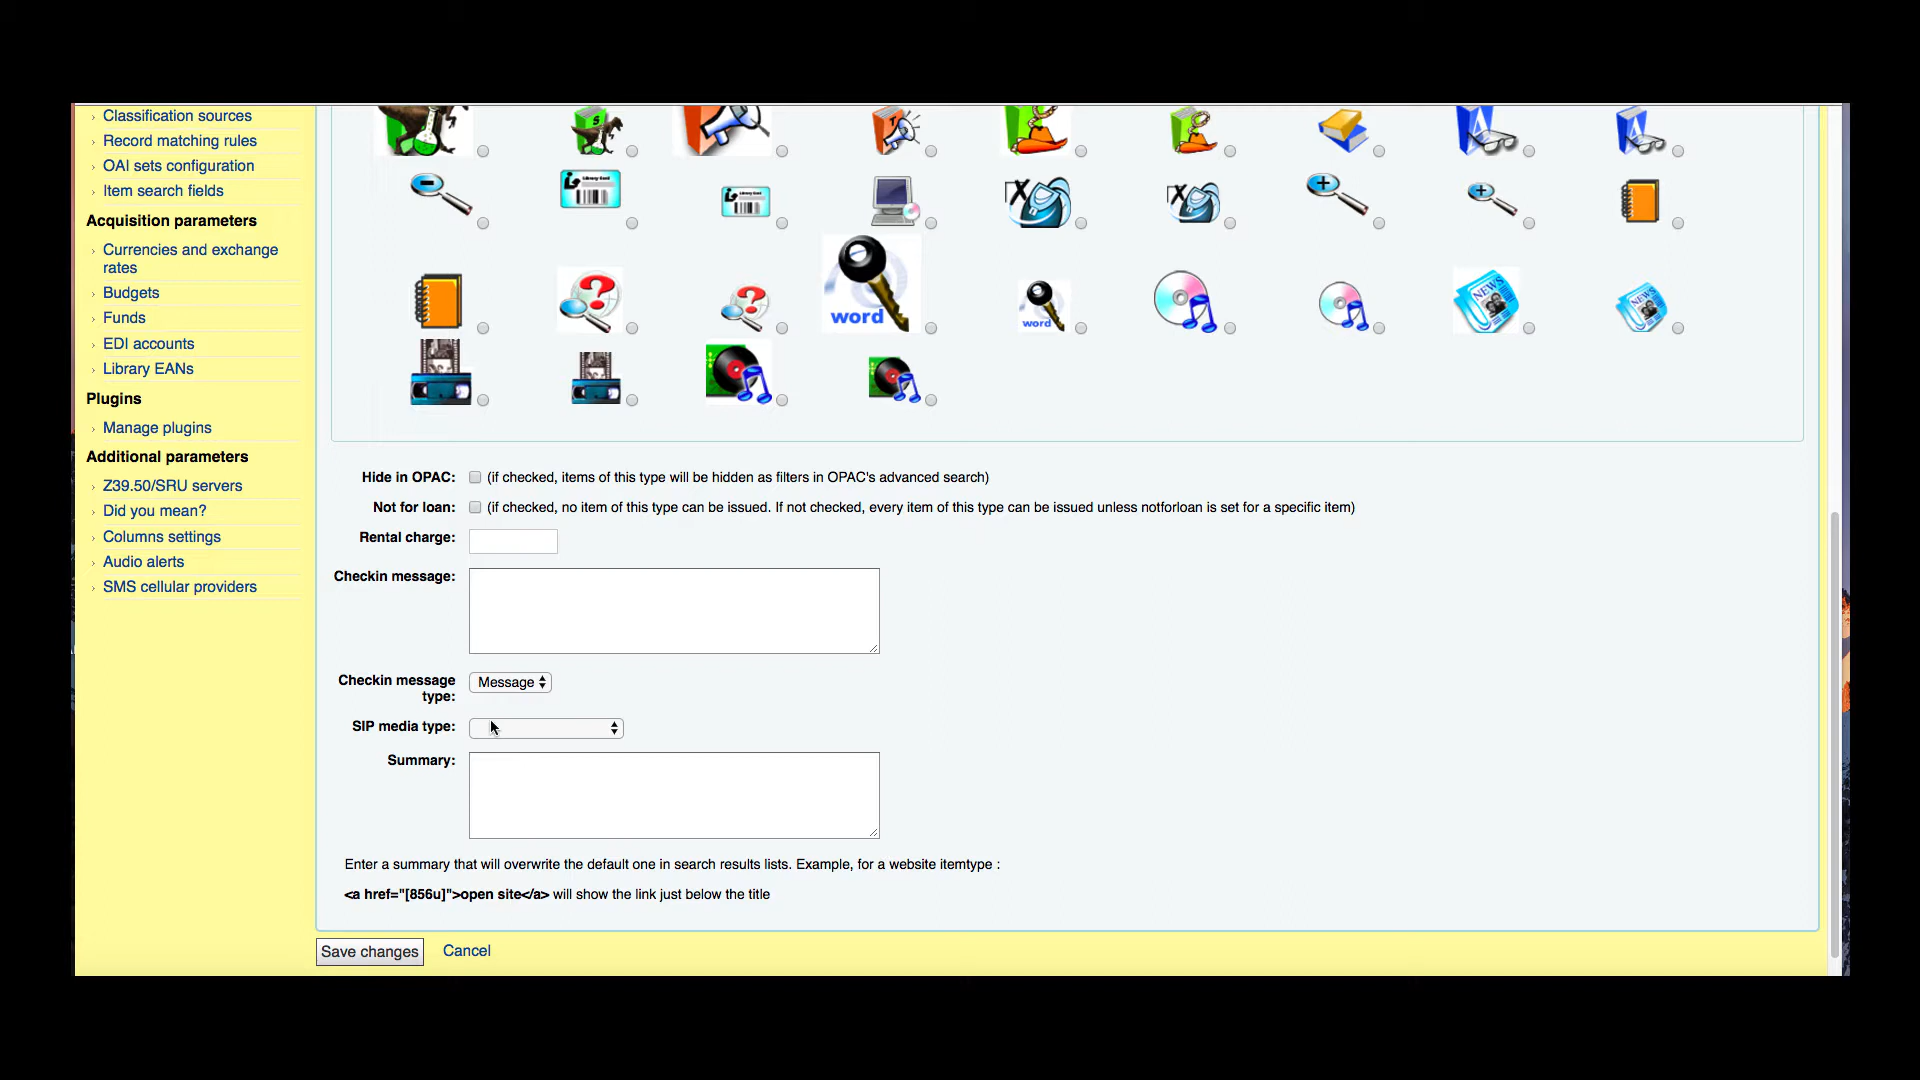 Classification sources
Record matching rules
OAI sets configuration
Item search fields
Acquisition parameters
Currencies and exchange
rates
Budgets
Funds
EDI accounts
Library EANs
Plugins
Manage plugins
Additional parameters
Z39.50/SRU servers
Did you mean?
Columns settings
Audio alerts
SMS cellular providers
S
T
A
A
Library Card
Library Card
X
X
word
word
NEWS
NEWS
Hide in OPAC: (if checked, items of this type will be hidden as filters in OPAC's advanced search)
Not for loan: (if checked, no item of this type can be issued. If not checked, every item of this type can be issued unless notforloan is set for a specific item)
Rental charge:
Checkin message:
Checkin message
type:
Message
SIP media type:
Summary:
Enter a summary that will overwrite the default one in search results lists. Example, for a website itemtype :
<a href="[856u]">open site</a> will show the link just below the title
Save changes Cancel